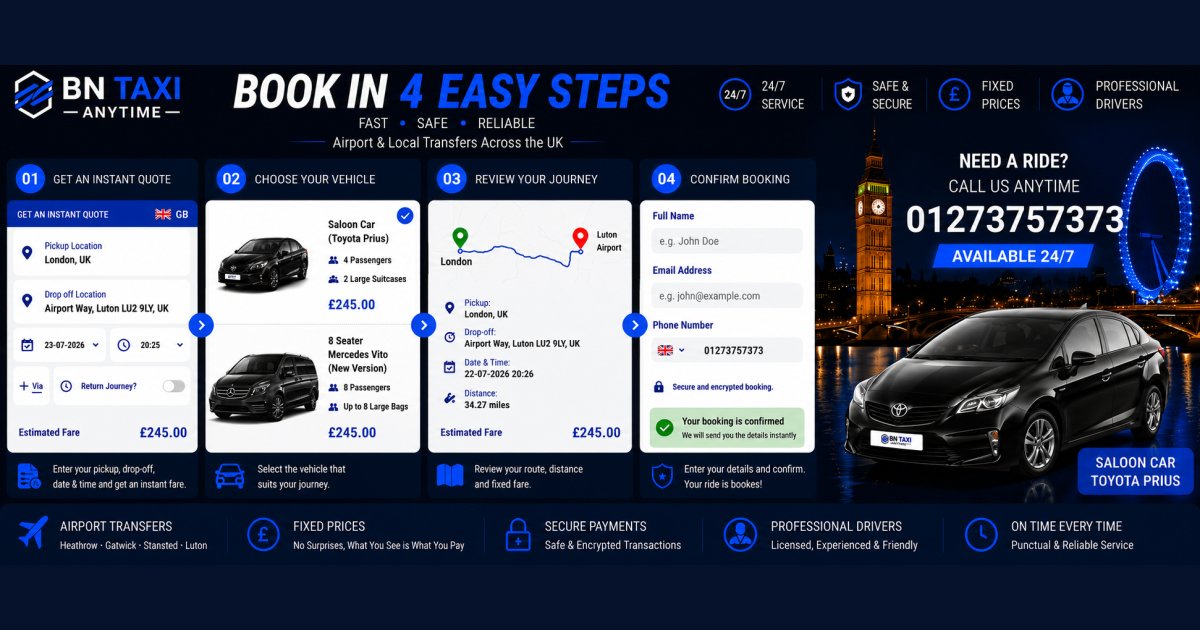 BN TAXI
ANYTIME
BOOK IN 4 EASY STEPS
FAST • SAFE • RELIABLE
Airport & Local Transfers Across the UK
24/7
24/7
SERVICE
SAFE &
SECURE
£
FIXED
PRICES
PROFESSIONAL
DRIVERS
01 GET AN INSTANT QUOTE
GET AN INSTANT QUOTE
GB
Pickup Location
London, UK
Drop off Location
Airport Way, Luton LU2 9LY, UK
23-07-2026
20:25
+ Via
Return Journey?
Estimated Fare
£245.00
Enter your pickup, drop-off,
date & time and get an instant fare.
02 CHOOSE YOUR VEHICLE
Saloon Car
(Toyota Prius)
4 Passengers
2 Large Suitcases
£245.00
8 Seater
Mercedes Vito
(New Version)
8 Passengers
Up to 8 Large Bags
£245.00
Select the vehicle that
suits your journey.
03 REVIEW YOUR JOURNEY
London
Luton
Airport
Pickup:
London, UK
Drop-off:
Airport Way, Luton LU2 9LY, UK
Date & Time:
22-07-2026 20:26
Distance:
34.27 miles
Estimated Fare
£245.00
Review your route, distance
and fixed fare.
04 CONFIRM BOOKING
Full Name
e.g. John Doe
Email Address
e.g. john@example.com
Phone Number
01273757373
Secure and encrypted booking.
Your booking is confirmed
We will send you the details instantly
Enter your details and confirm.
Your ride is bookes!
NEED A RIDE?
CALL US ANYTIME
01273757373
AVAILABLE 24/7
BN TAXI
ANYTIME
SALOON CAR
TOYOTA PRIUS
AIRPORT TRANSFERS
Heathrow · Gatwick · Stansted · Luton
£
FIXED PRICES
No Surprises, What You See is What You Pay
SECURE PAYMENTS
Safe & Encrypted Transactions
PROFESSIONAL DRIVERS
Licensed, Experienced & Friendly
ON TIME EVERY TIME
Punctual & Reliable Service